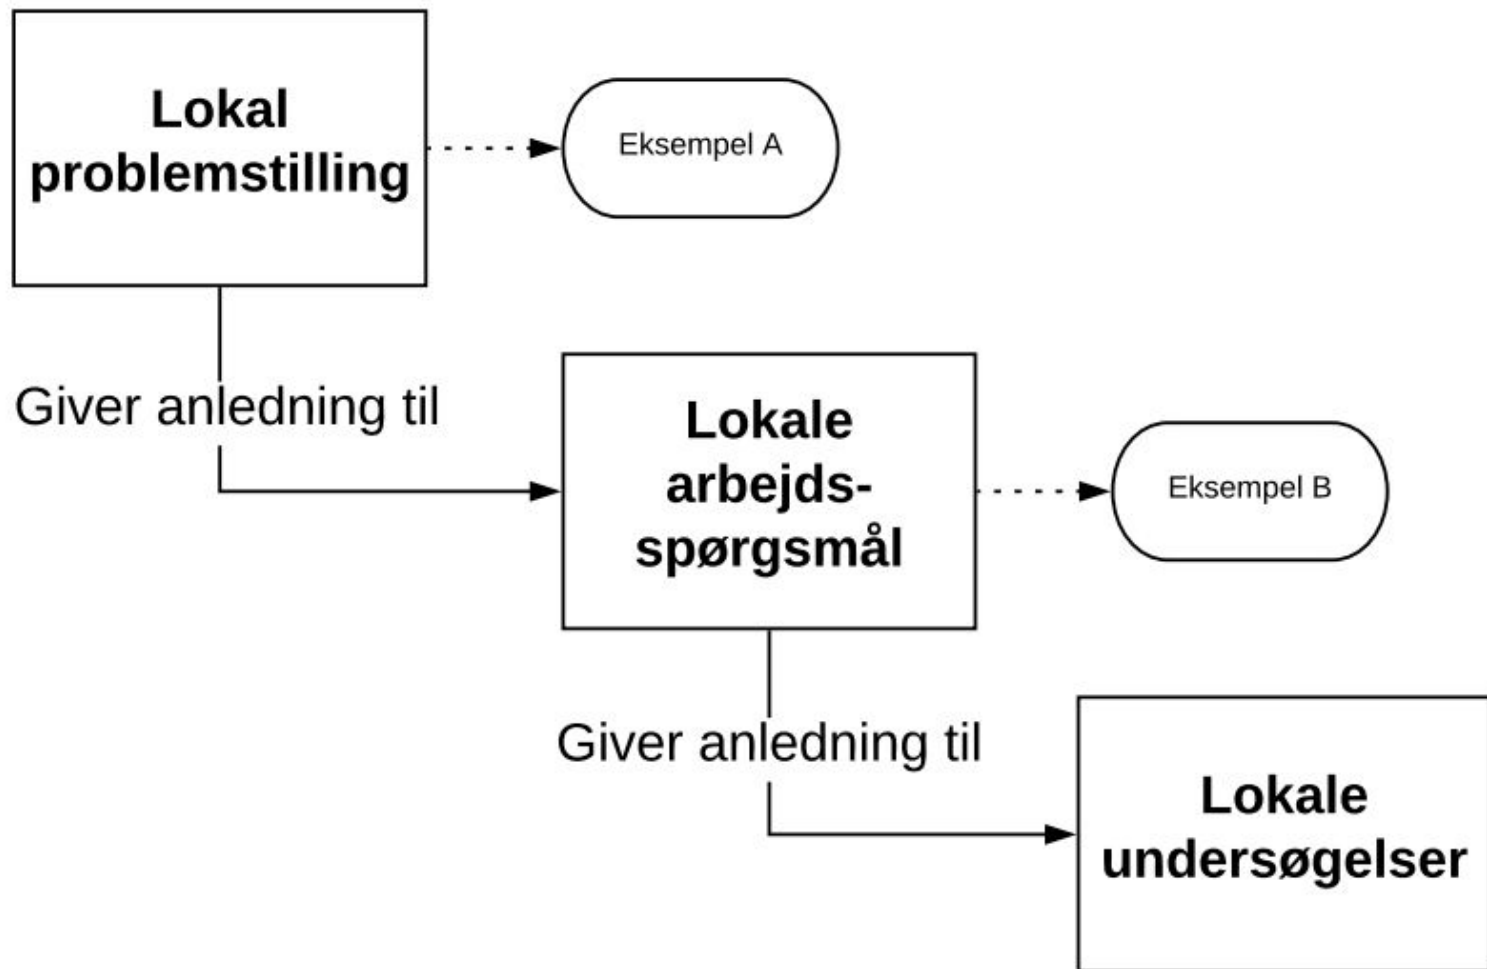 Lokal
problemstilling
Eksempel A
Giver anledning til
Lokale
arbejds-
spørgsmål
Eksempel B
Giver anledning til
Lokale
undersøgelser